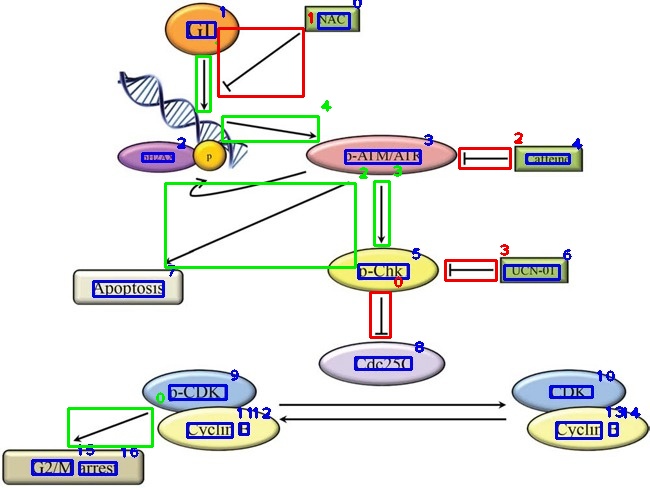 0
1
1
NAC
GL
4
2
3
γH2AX
P
p-ATM/ATR
2
4
Caffeine
2
3
5
3
6
7
p-Chk
UCN-01
0
Apoptosis
8
Cdc25C
9
10
p-CDK
CDK
0
11 12
13 14
Cyclin B
Cyclin B
15
16
G2/M arrest